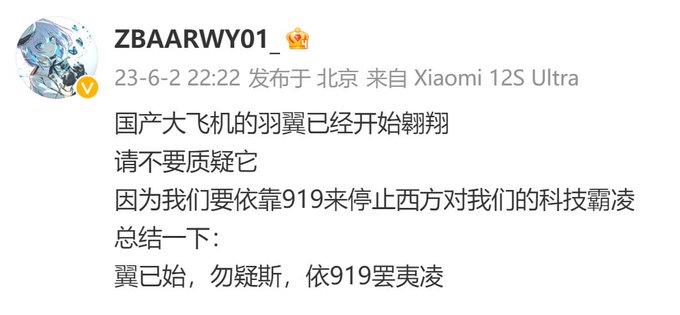 ZBAARWY01_
23-6-2 22:22 发布于 北京 来自 Xiaomi 12S Ultra
国产大飞机的羽翼已经开始翱翔
请不要质疑它
因为我们要依靠919来停止西方对我们的科技霸凌
总结一下：
翼已始，勿疑斯，依919罢夷凌